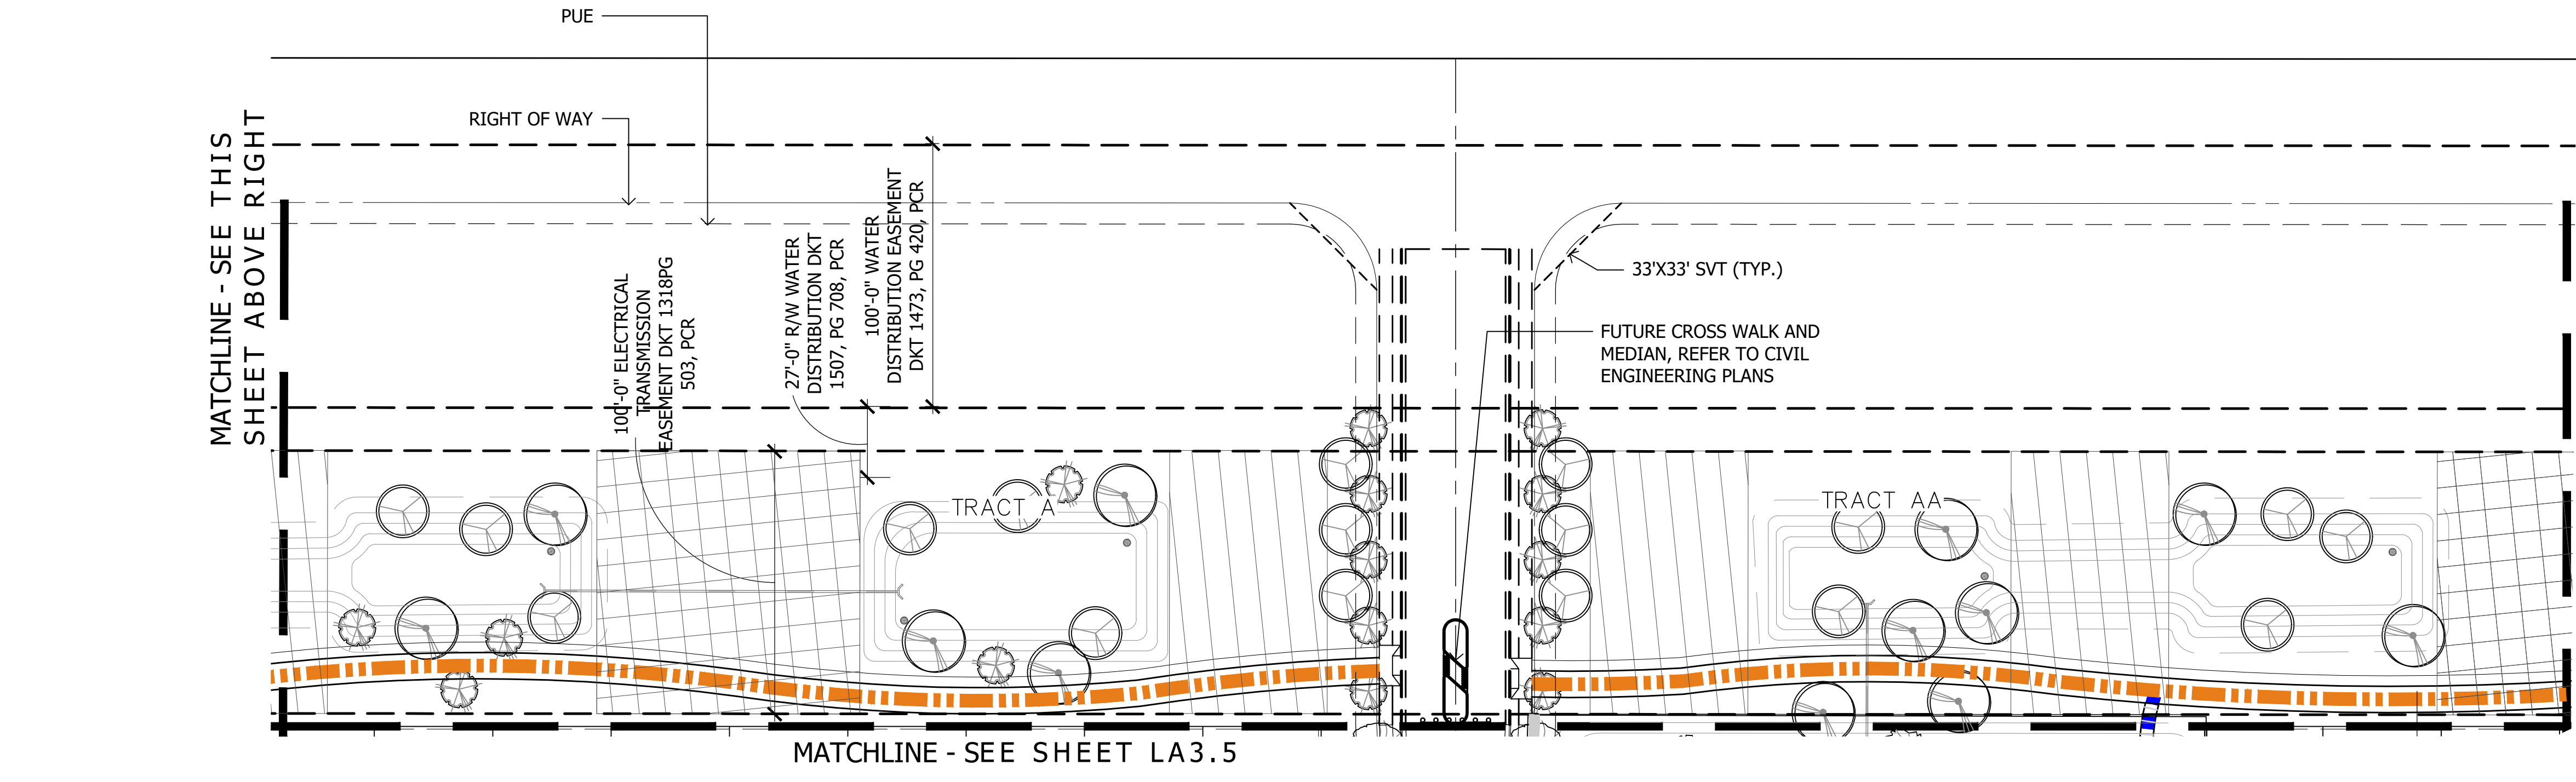 PUE
RIGHT OF WAY
MATCHLINE - SEE THIS
SHEET ABOVE RIGHT
100'-0" ELECTRICAL
TRANSMISSION
EASEMENT DKT 1318PG
503, PCR
27'-0" R/W WATER
DISTRIBUTION DKT
1507, PG 708, PCR
100'-0" WATER
DISTRIBUTION EASEMENT
DKT 1473, PG 420, PCR
33'X33' SVT (TYP.)
FUTURE CROSS WALK AND
MEDIAN, REFER TO CIVIL
ENGINEERING PLANS
TRACT A
TRACT AA
MATCHLINE - SEE SHEET LA3.5